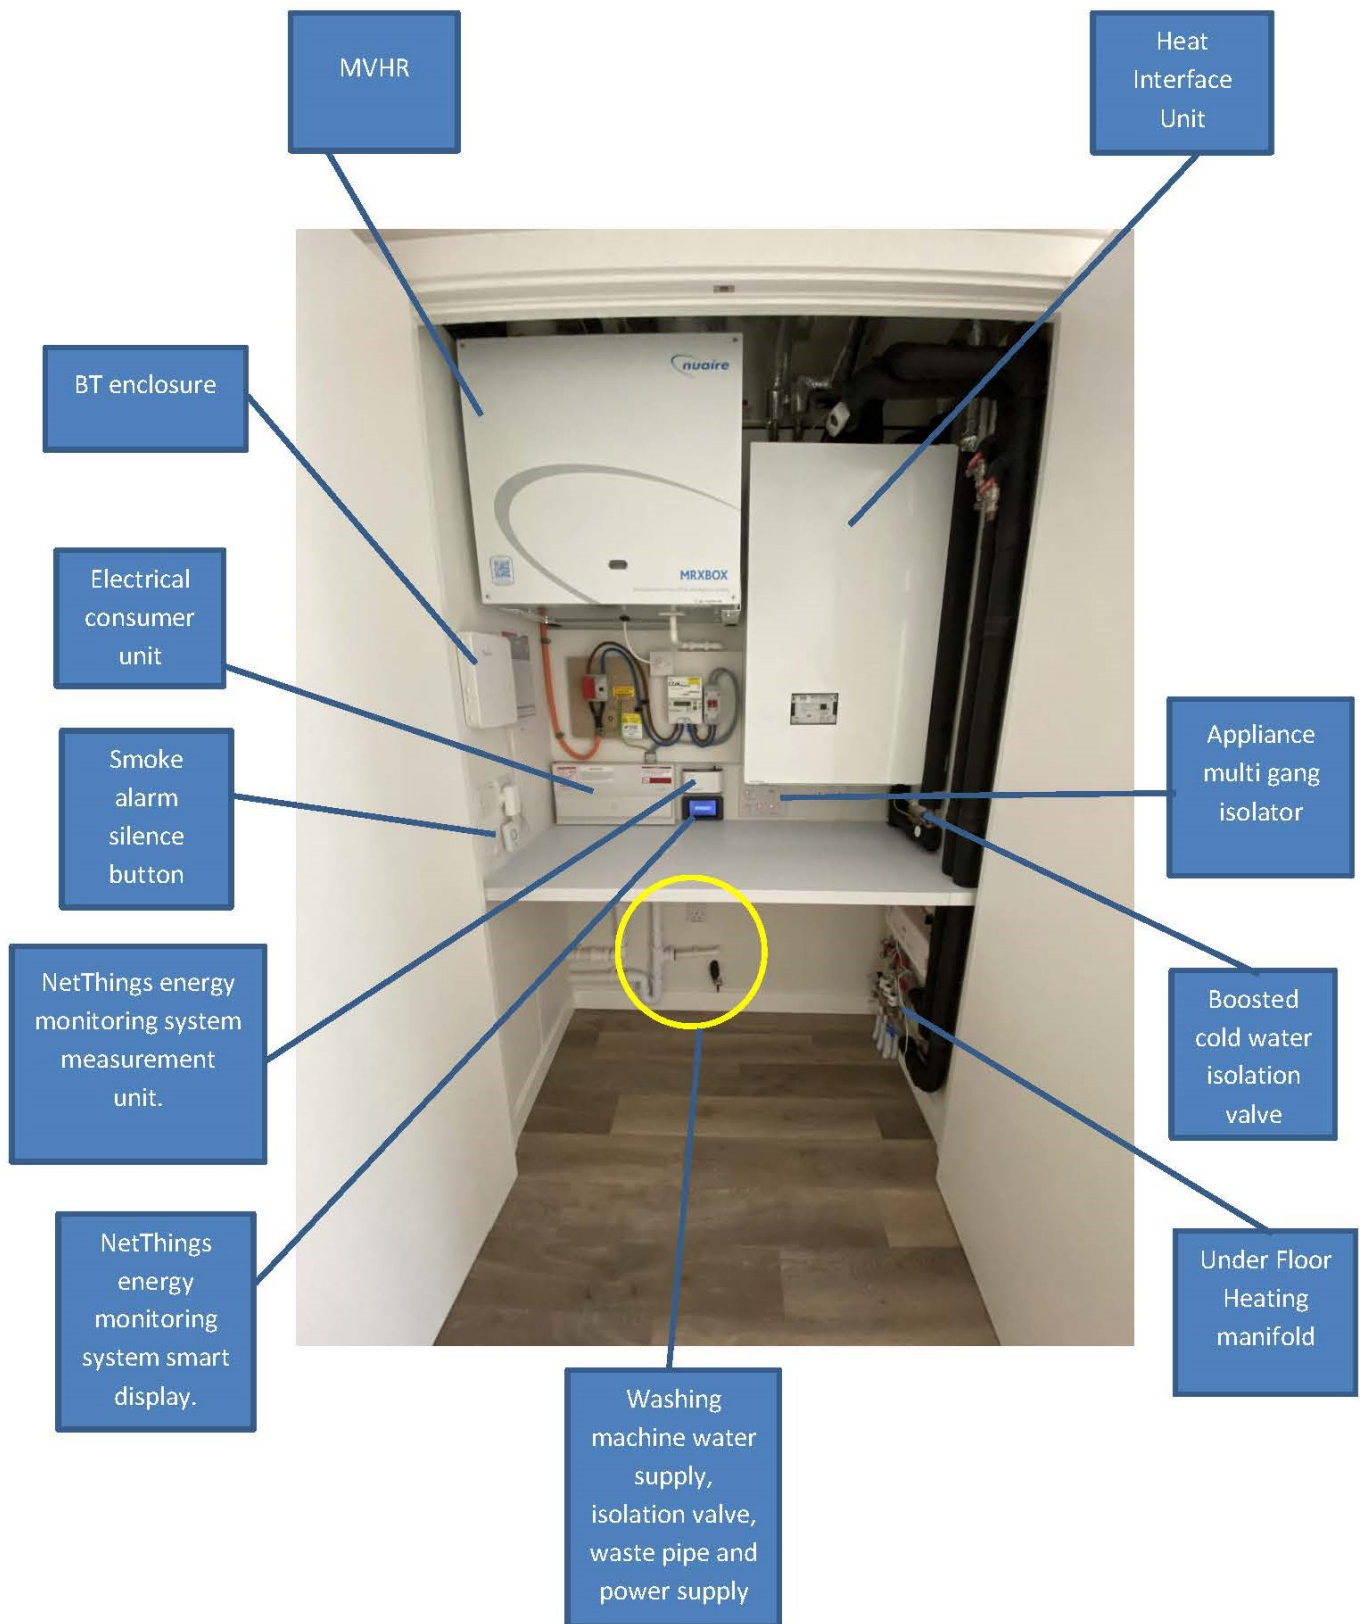 MVHR
Heat
Interface
Unit
nuaire
BT enclosure
MRXBOX
Electrical
consumer
unit
Appliance
multi gang
isolator
Smoke
alarm
silence
button
NetThings energy
monitoring system
measurement
unit.
Boosted
cold water
isolation
valve
NetThings
energy
monitoring
system smart
display.
Under Floor
Heating
manifold
Washing
machine water
supply,
isolation valve,
waste pipe and
power supply